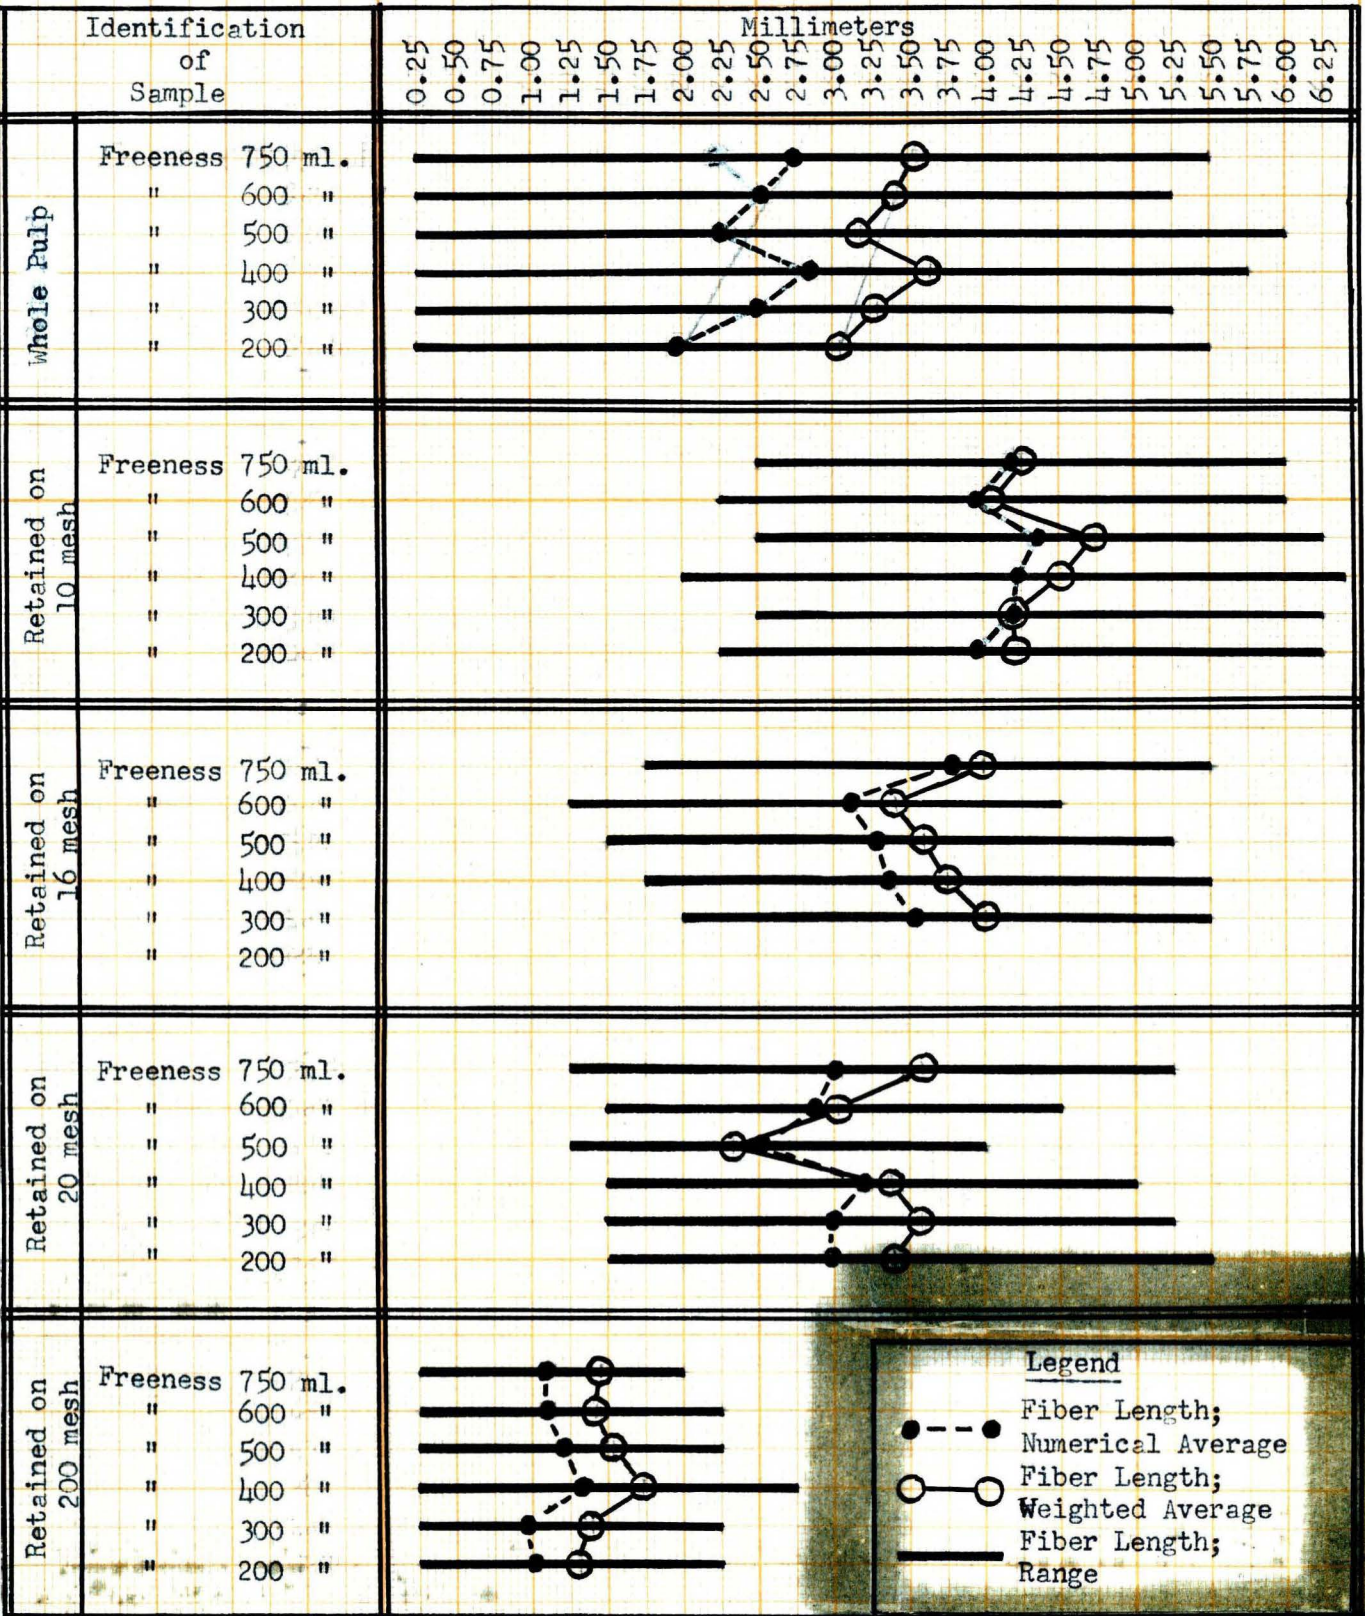 Identification
of
Sample
Millimeters
0.25 0.50 0.75 1.00 1.25 1.50 1.75 2.00 2.25 2.50 2.75 3.00 3.25 3.50 3.75 4.00 4.25 4.50 4.75 5.00 5.25 5.50 5.75 6.00 6.25
Whole Pulp
Freeness 750 ml.
" 600 "
" 500 "
" 400 "
" 300 "
" 200 "
Retained on
10 mesh
Freeness 750 ml.
" 600 "
" 500 "
" 400 "
" 300 "
" 200 "
Retained on
16 mesh
Freeness 750 ml.
" 600 "
" 500 "
" 400 "
" 300 "
" 200 "
Retained on
20 mesh
Freeness 750 ml.
" 600 "
" 500 "
" 400 "
" 300 "
" 200 "
Retained on
200 mesh
Freeness 750 ml.
" 600 "
" 500 "
" 400 "
" 300 "
" 200 "
Legend
Fiber Length;
Numerical Average
Fiber Length;
Weighted Average
Fiber Length;
Range